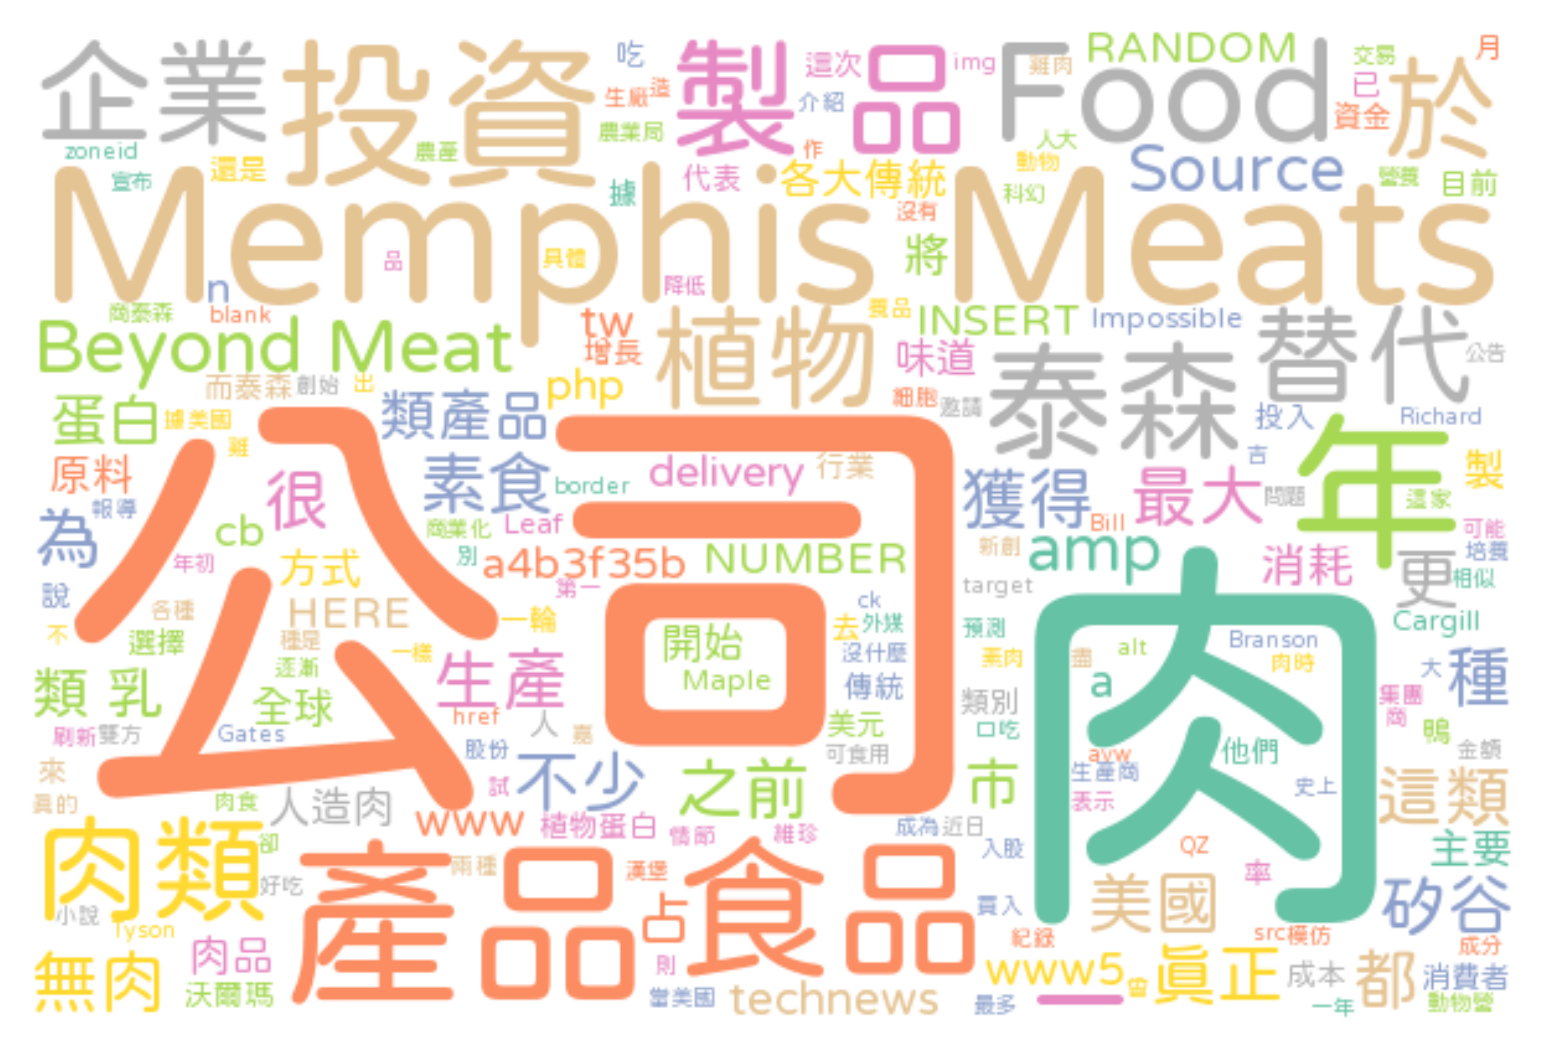 企業 投資 吃 製品 這次 img 雞肉 Food RANDOM 交易 月
生廠 造 介紹 已 資金 於
zoneid 農產 農業局 作 人大
宣布 還是 據 代表 各大傳統 動物 Source 營養 目前
科幻 沒有
Memphis Meats
品 具體 將
n 降低
商泰森 blank tw 養品 INSERT Impossible 替代
Beyond Meat 增長 植物 味道 泰森 公告
而泰森 創始 出 php 細胞 邀請
蛋白 據美國 類產品 投入 Richard
雞 公司 吉 年
原料 很 素食 border delivery 行業 獲得 最大 問題 製
為 報導 cb 商業化 Leaf Bill 這家
年初 方式 別 a4b3f35b NUMBER 新創 amp 消耗 可能
更 培養
說 各種 HERE 第一 ck target 相似
不 選擇 種是 一樣 一輪 開始 去 外媒 預測 肉 Cargill
逐漸 沒什麼 素肉 盡 alt Branson
類 乳 全球 生產 Maple 傳統 a 肉時 大 種
href 人 嘉 美元 類別 集團
刷新 雙方 Gates 股份 可食用 口吃 avw 他們 商 鴨 金額
來 試 不少 之前 市 生產商 史上 這類
真的 肉食 人造肉 www 植物蛋白 情節 維珍 成為 近日 表示
肉類 卻 兩種 漢堡 入股 QZ 主要
好吃 產品 食品 率
小說 占 買入 美國 矽谷
Tyson 紀錄 src 模仿 成分
無肉 肉品 則 www5 曾 真正 成本 都 消費者
沃爾瑪 當美國 technews 最多 一年 動物營